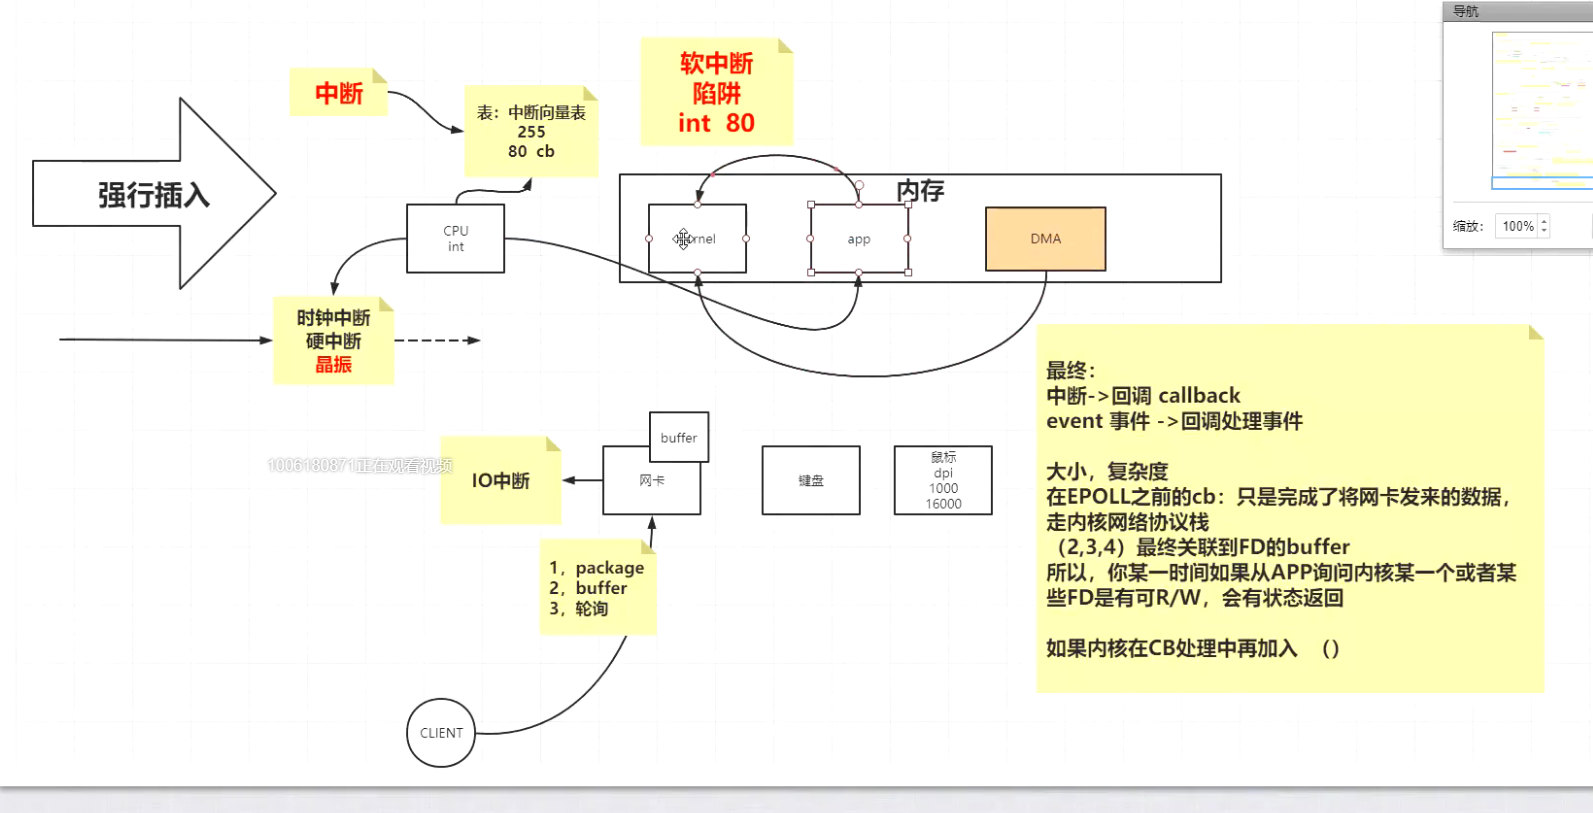 导航
缩放：
100%
强行插入
中断
表：中断向量表
255
80 cb
软中断
陷阱
int 80
内存
CPU
int
app
DMA
时钟中断
硬中断
晶振
1006180871正在观看视频
IO中断
buffer
网卡
键盘
鼠标
dpi
1000
16000
1，package
2，buffer
3，轮询
CLIENT
最终：
中断->回调 callback
event 事件 ->回调处理事件
大小，复杂度
在EPOLL之前的cb：只是完成了将网卡发来的数据，
走内核网络协议栈
（2,3,4）最终关联到FD的buffer
所以，你某一时间如果从APP询问内核某一个或者某
些FD是有可R/W，会有状态返回
如果内核在CB处理中再加入 （）